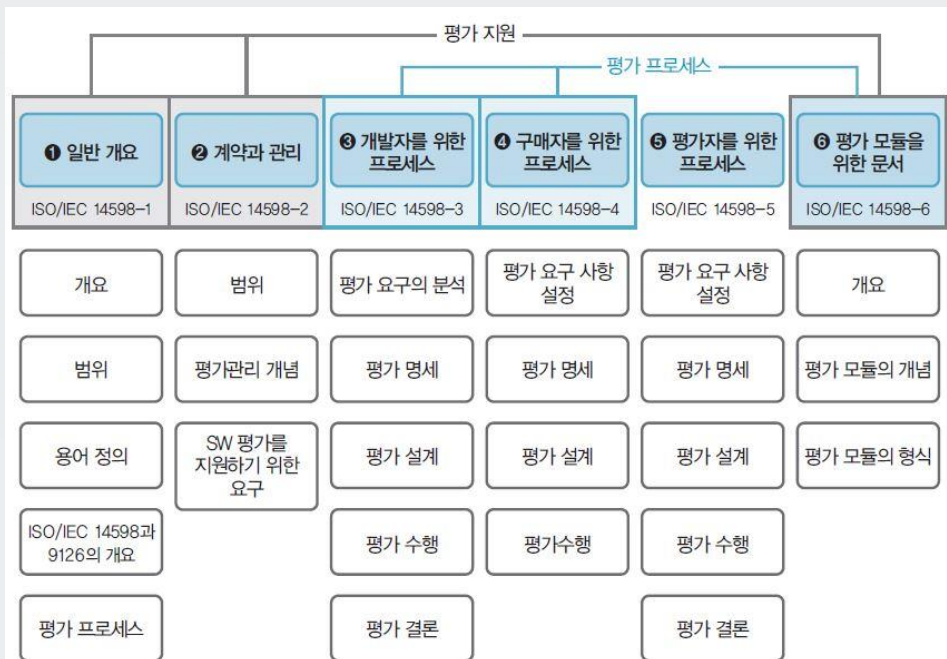 평가 지원
평가 프로세스
❶ 일반 개요
ISO/IEC 14598-1
❷ 계약과 관리
ISO/IEC 14598-2
❸ 개발자를 위한
프로세스
ISO/IEC 14598-3
❹ 구매자를 위한
프로세스
ISO/IEC 14598-4
❺ 평가자를 위한
프로세스
ISO/IEC 14598-5
❻ 평가 모듈을
위한 문서
ISO/IEC 14598-6
개요
범위
평가 요구의 분석
평가 요구 사항
설정
평가 요구 사항
설정
개요
범위
평가관리 개념
평가 명세
평가 명세
평가 명세
평가 모듈의 개념
용어 정의
SW 평가를
지원하기 위한
요구
평가 설계
평가 설계
평가 설계
평가 모듈의 형식
ISO/IEC 14598과
9126의 개요
평가 수행
평가수행
평가 수행
평가 프로세스
평가 결론
평가 결론